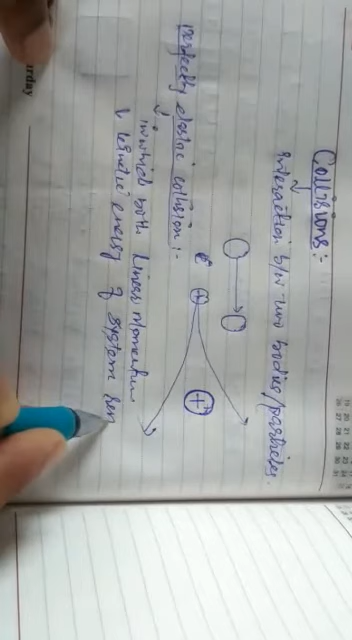 Collisions:-
interaction b/w two bodies/particles.
e
+
+
perfectly elastic collision:-
in which both linear momentum
& kinetic energy of system